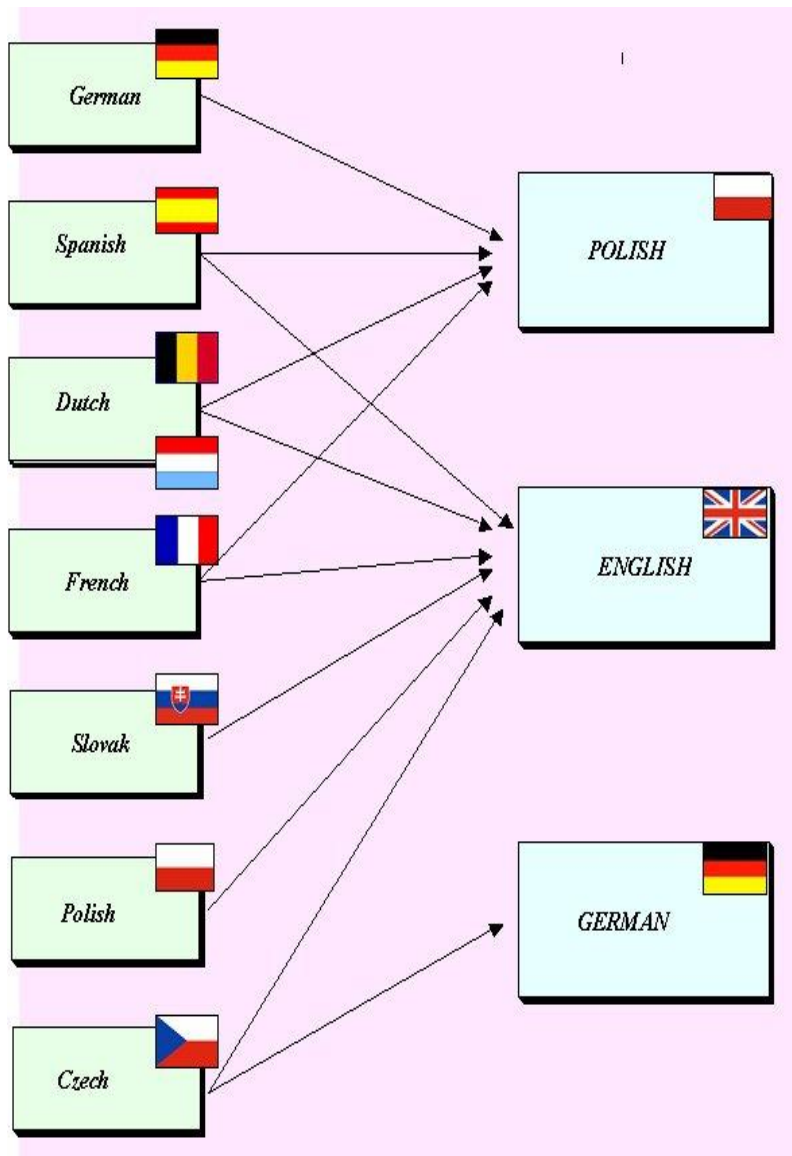 German
Spanish
Dutch
French
Slovak
Polish
Czech
POLISH
ENGLISH
GERMAN